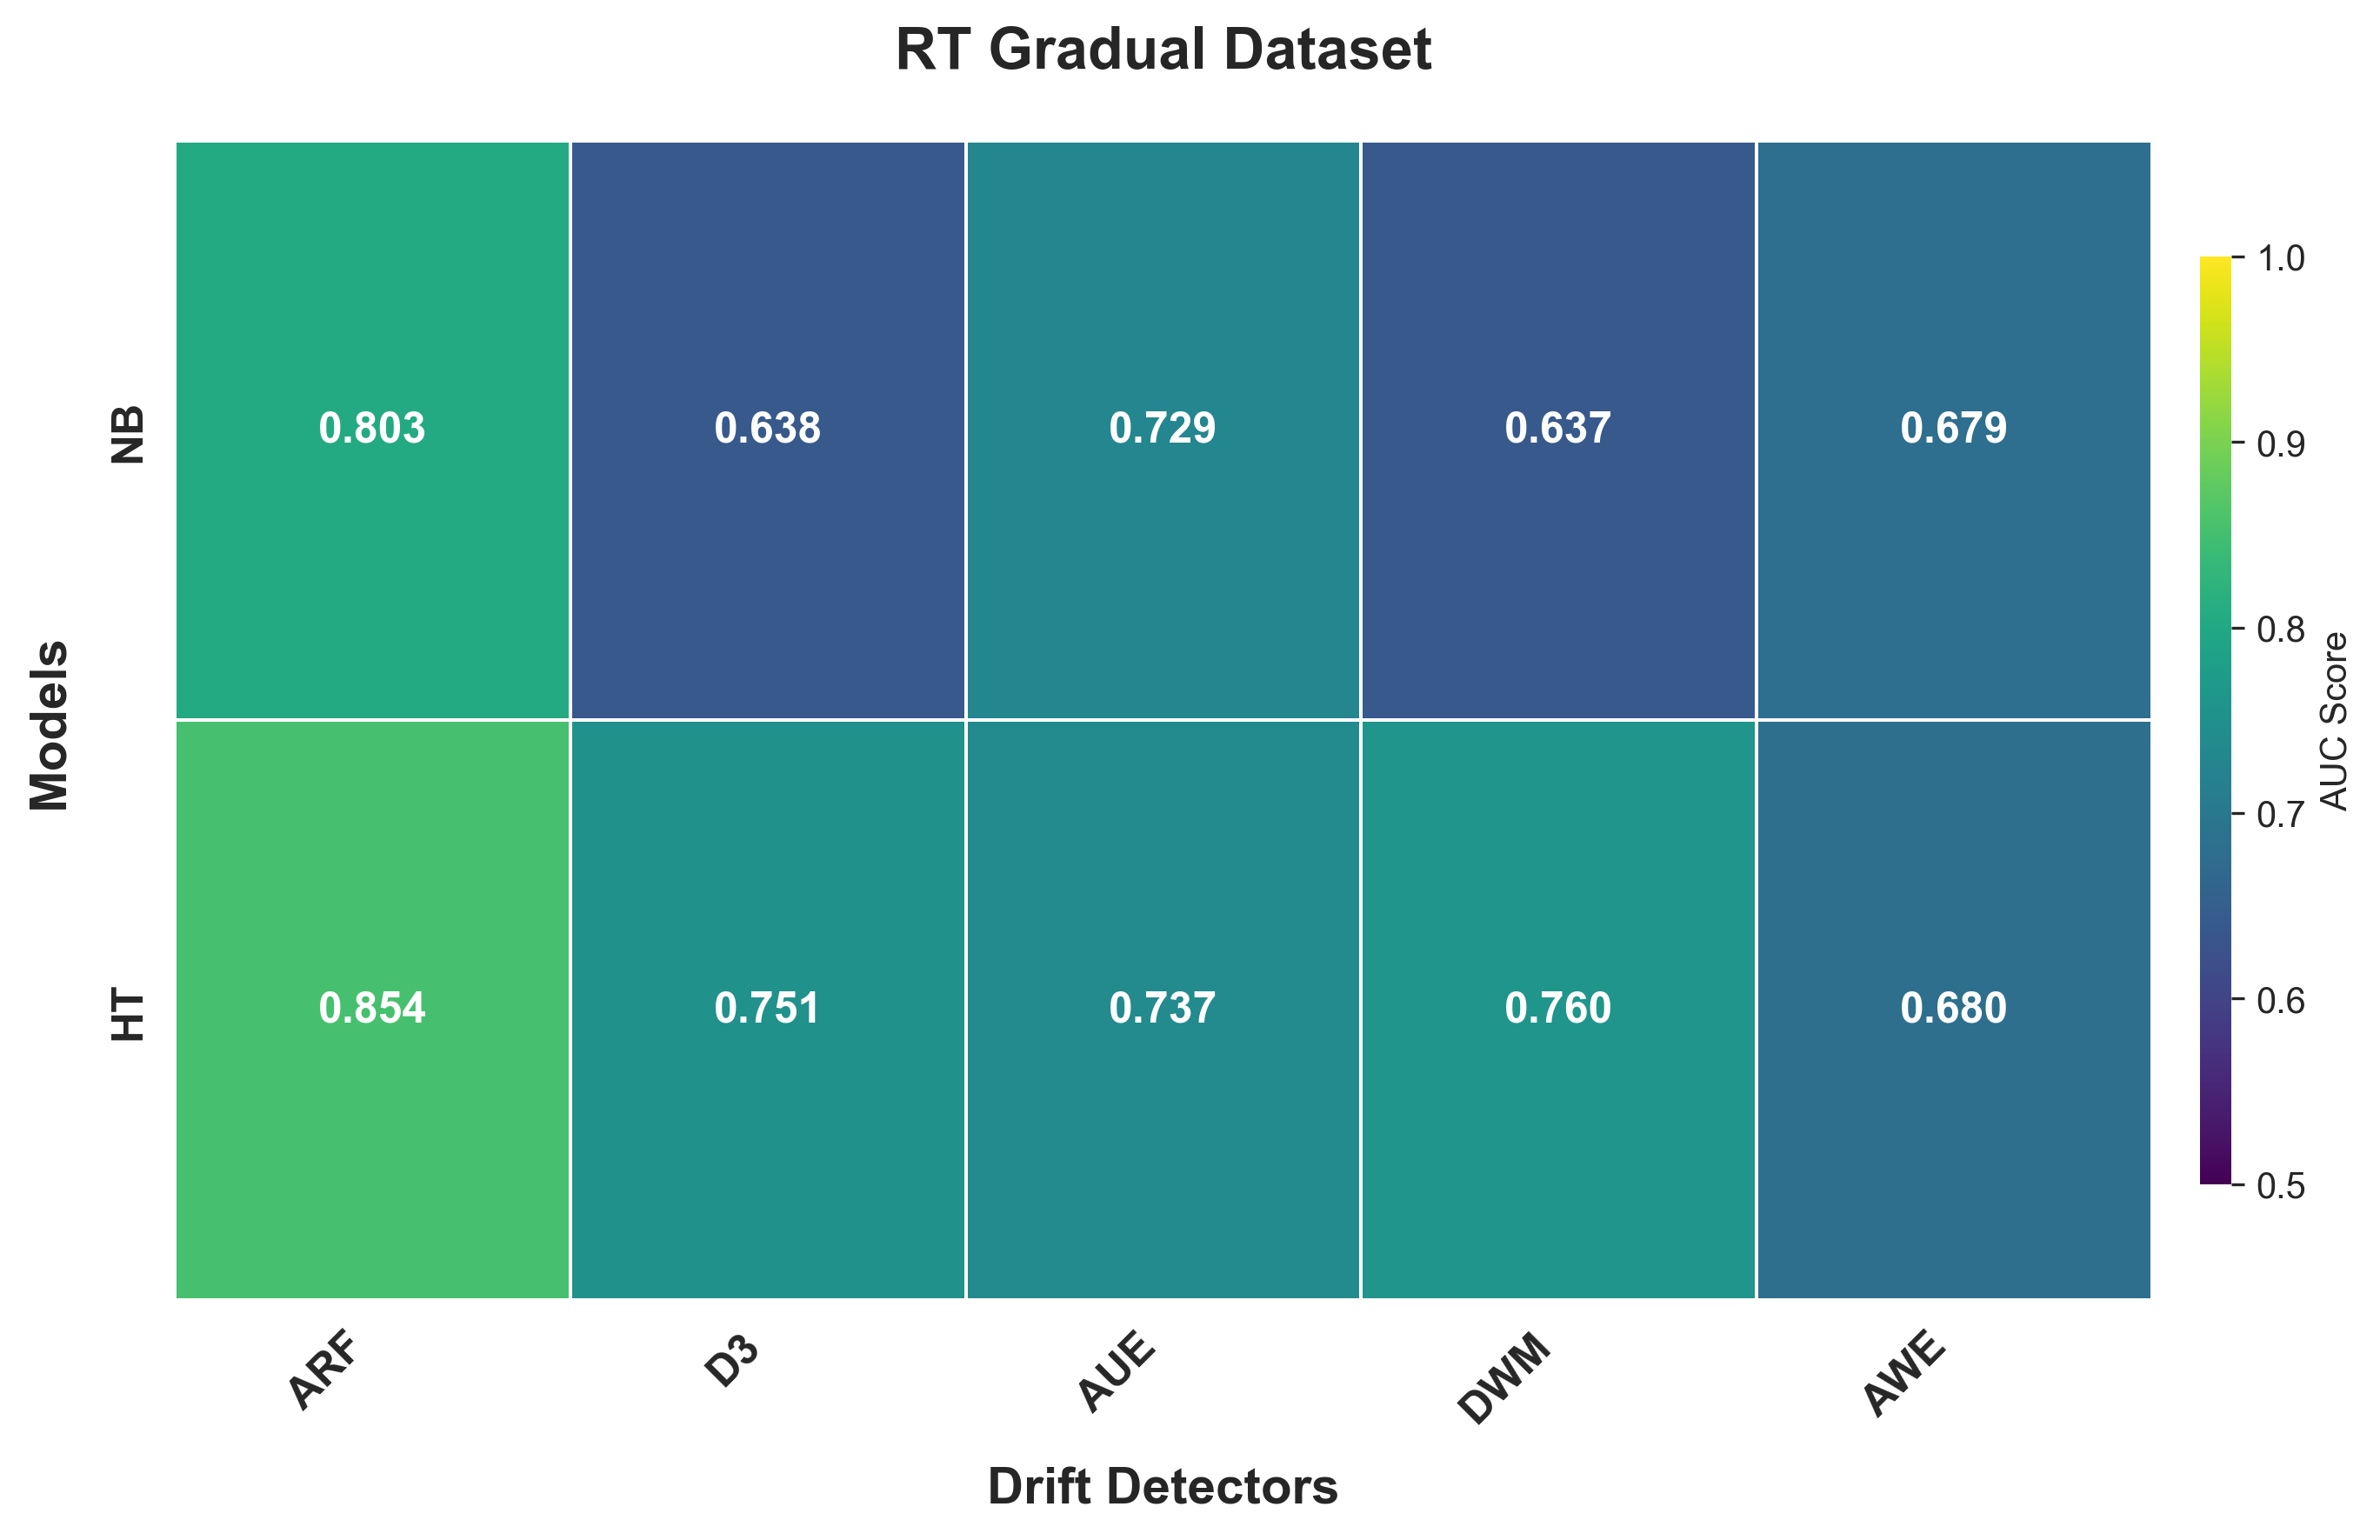 RT Gradual Dataset
Models
NB
0.803 0.638 0.729 0.637 0.679
HT
0.854 0.751 0.737 0.760 0.680
ARF D3 AUE DWM AWE
Drift Detectors
1.0
0.9
0.8
0.7
0.6
0.5
AUC Score